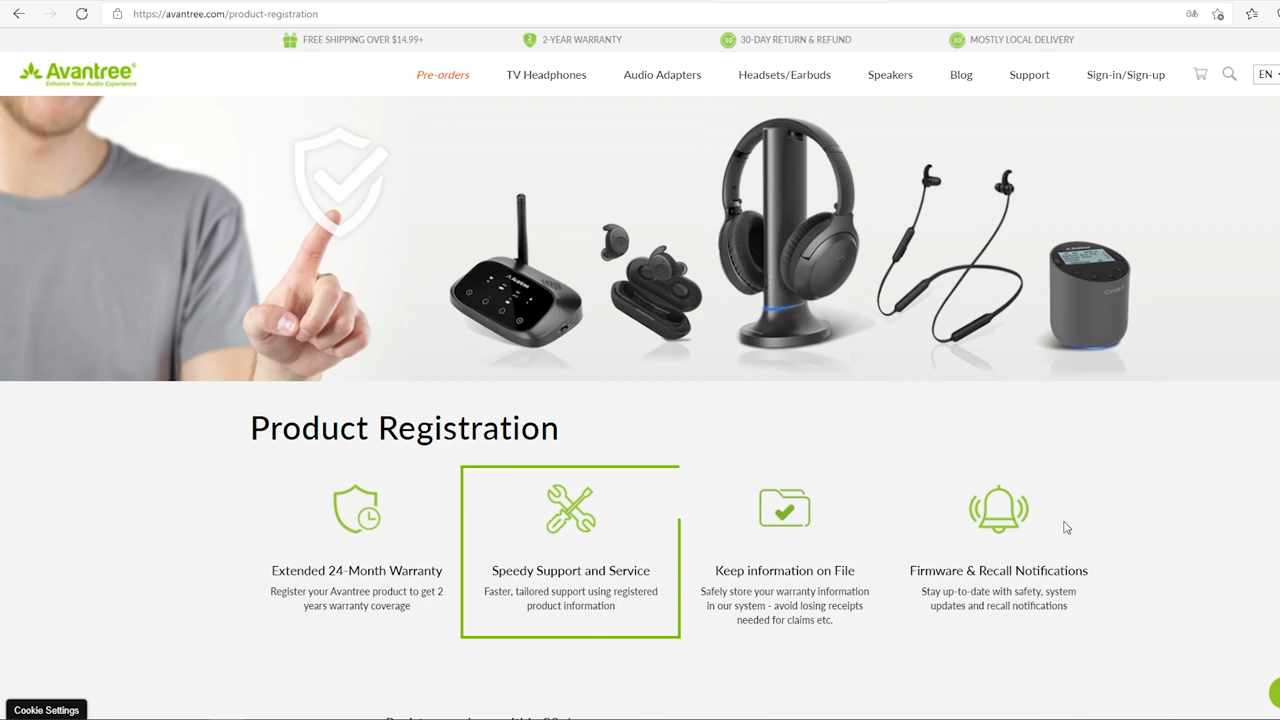 https://avantree.com/product-registration
FREE SHIPPING OVER $14.99+
2-YEAR WARRANTY
30-DAY RETURN & REFUND
MOSTLY LOCAL DELIVERY
Avantree®
Enhance Your Audio Experience
Pre-orders
TV Headphones
Audio Adapters
Headsets/Earbuds
Speakers
Blog
Support
Sign-in/Sign-up
EN
Product Registration
Extended 24-Month Warranty
Register your Avantree product to get 2
years warranty coverage
Speedy Support and Service
Faster, tailored support using registered
product information
Keep information on File
Safely store your warranty information
in our system - avoid losing receipts
needed for claims etc.
Firmware & Recall Notifications
Stay up-to-date with safety, system
updates and recall notifications
Cookie Settings